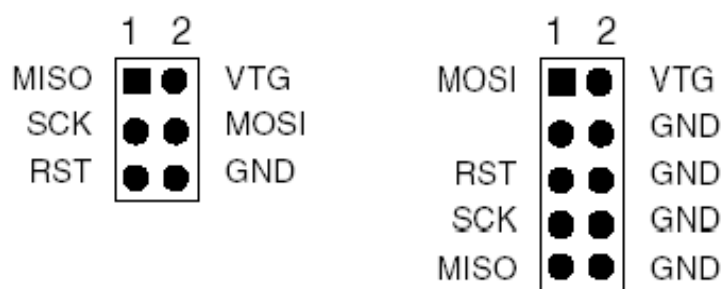 1 2
MISO VTG
SCK MOSI
RST GND
1 2
MOSI VTG
GND
RST GND
SCK GND
MISO GND